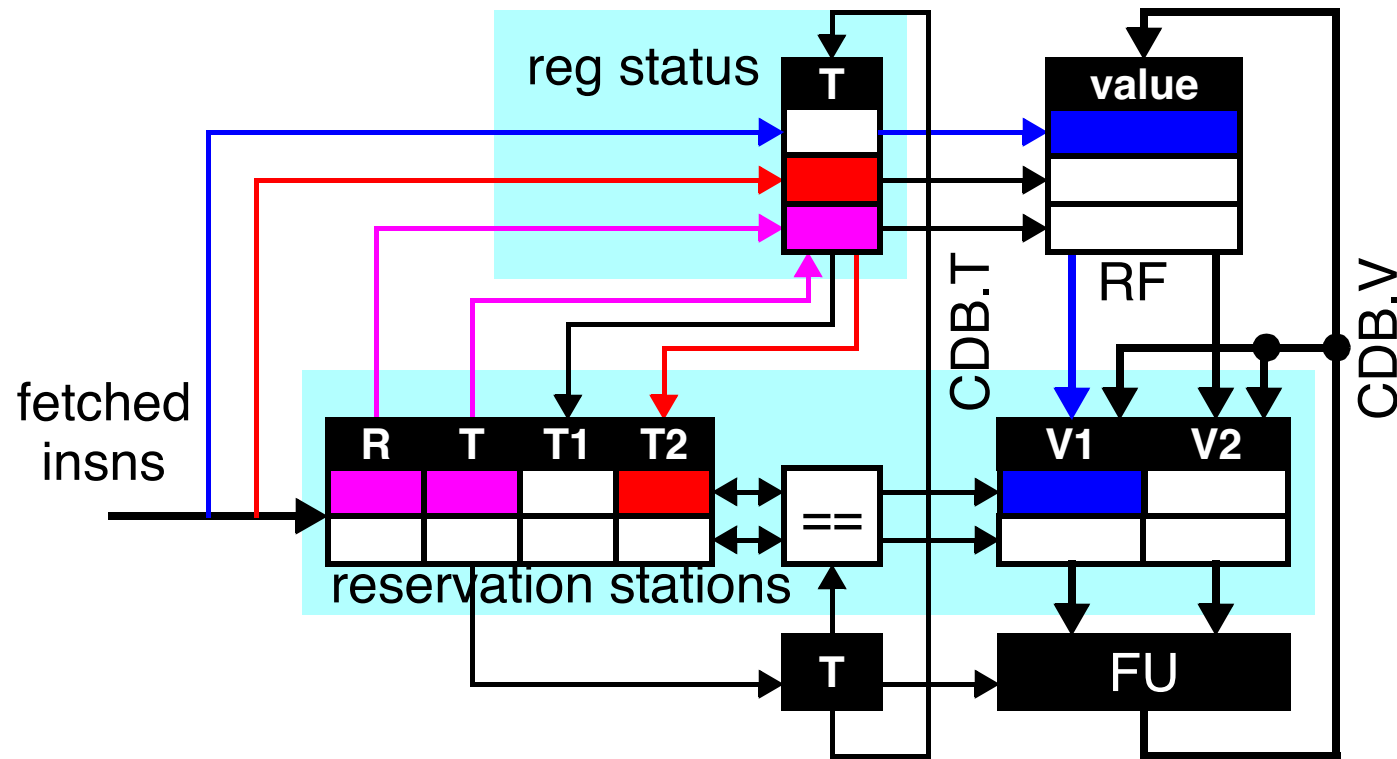 reg status
T
value
RF
CDB.T
CDB.V
fetched
insns
R T T1 T2
V1 V2
==
reservation stations
T
FU